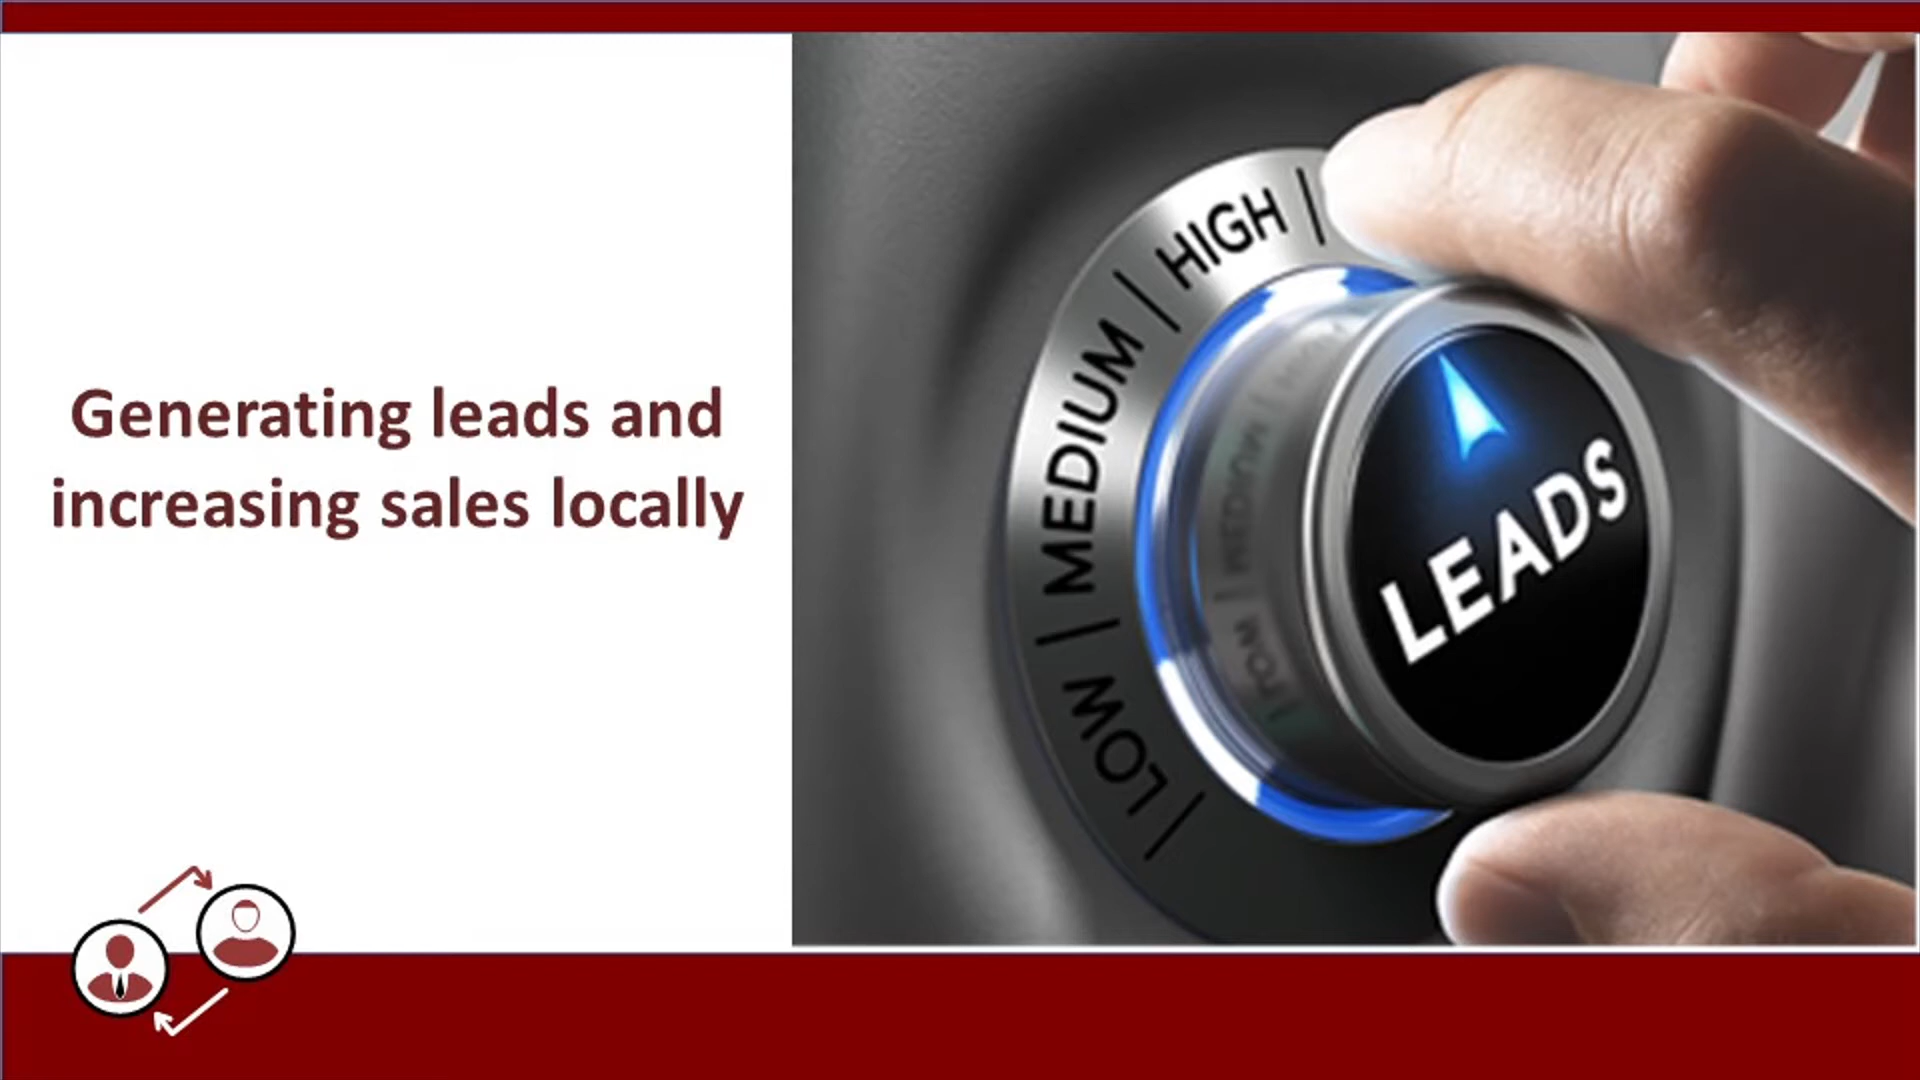 Generating leads and
increasing sales locally
| LOW | MEDIUM | HIGH |
LEADS